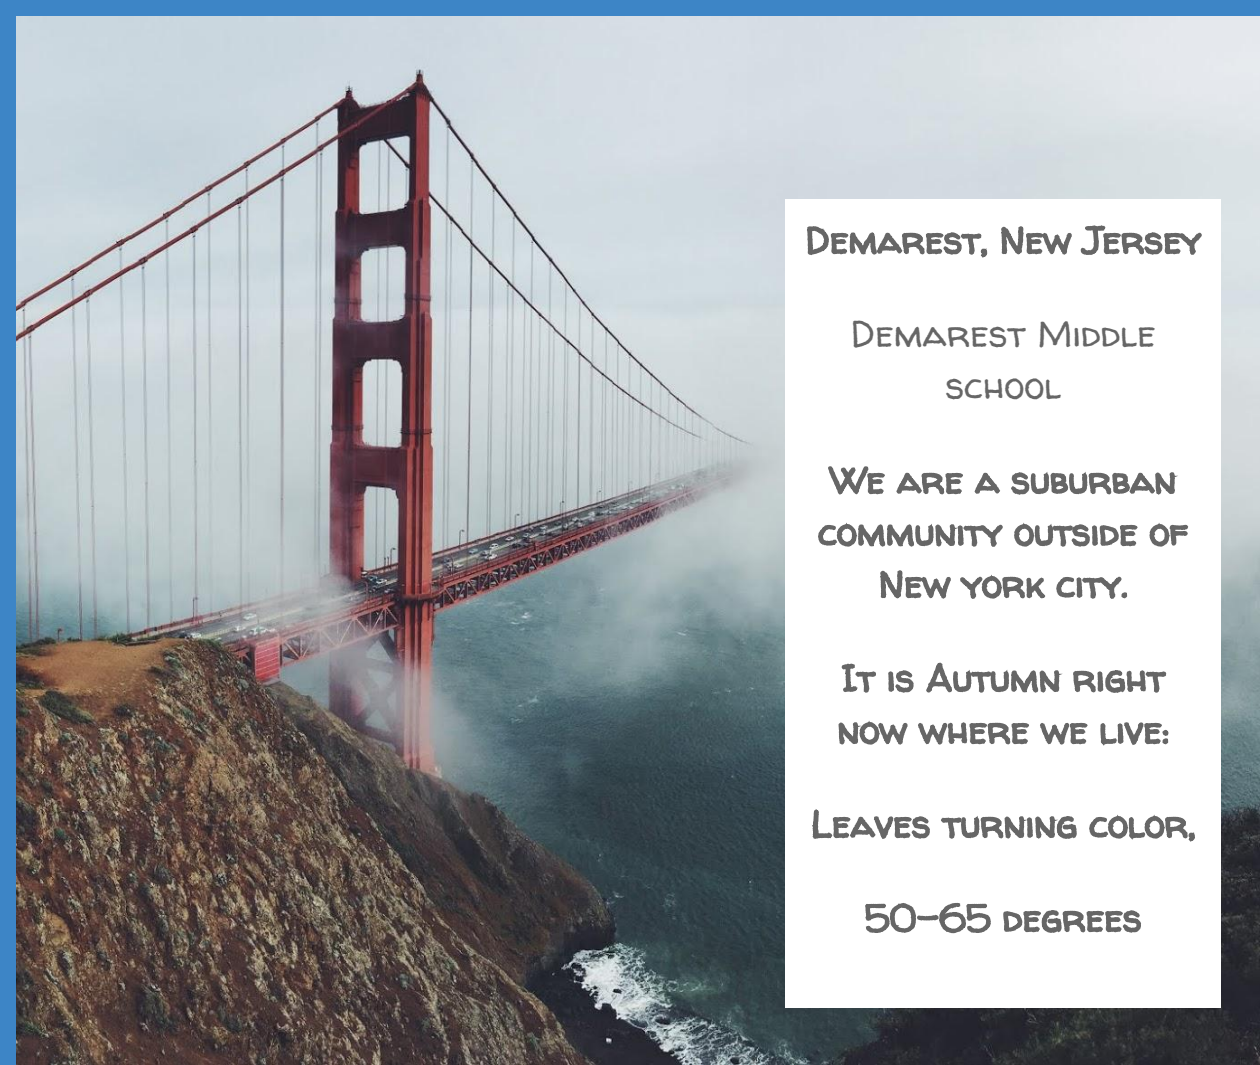 Demarest, New Jersey
Demarest Middle
school
We are a suburban
community outside of
New york city.
It is Autumn right
now where we live:
Leaves turning color,
50-65 degrees